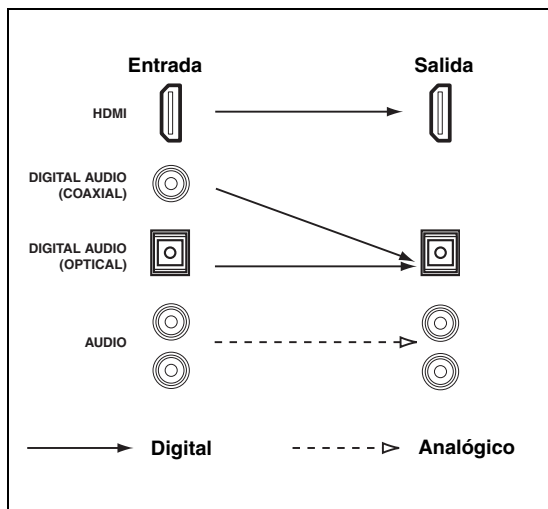 Entrada Salida
HDMI
DIGITAL AUDIO
(COAXIAL)
DIGITAL AUDIO
(OPTICAL)
AUDIO
Digital Analógico